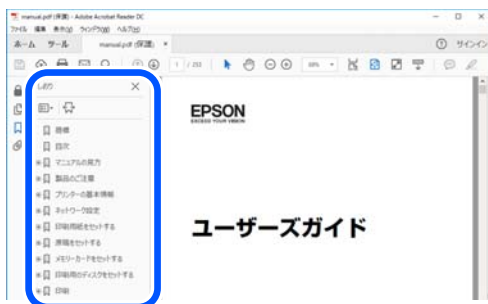 manual.pdf (保護) - Adobe Acrobat Reader DC
ファイル 編集 表示(V) ウィンドウ(W) ヘルプ(H)
ホーム ツール manual.pdf (保護) ×
サインイン
1 / 253
しおり ×
商標
目次
マニュアルの見方
製品のご注意
プリンターの基本情報
ネットワーク設定
印刷用紙をセットする
原稿をセットする
メモリーカードをセットする
印刷用のディスクをセットする
印刷
EPSON
EXCEED YOUR VISION
ユーザーズガイド